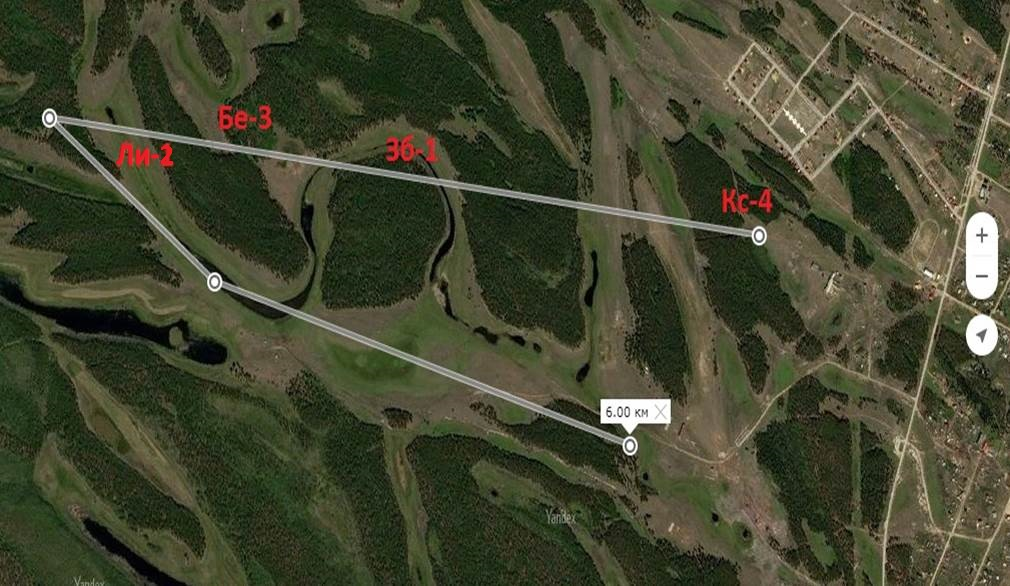 Бе-3
Ли-2
Зб-1
Кс-4
+
−
6.00 км
Yandex
Yandex